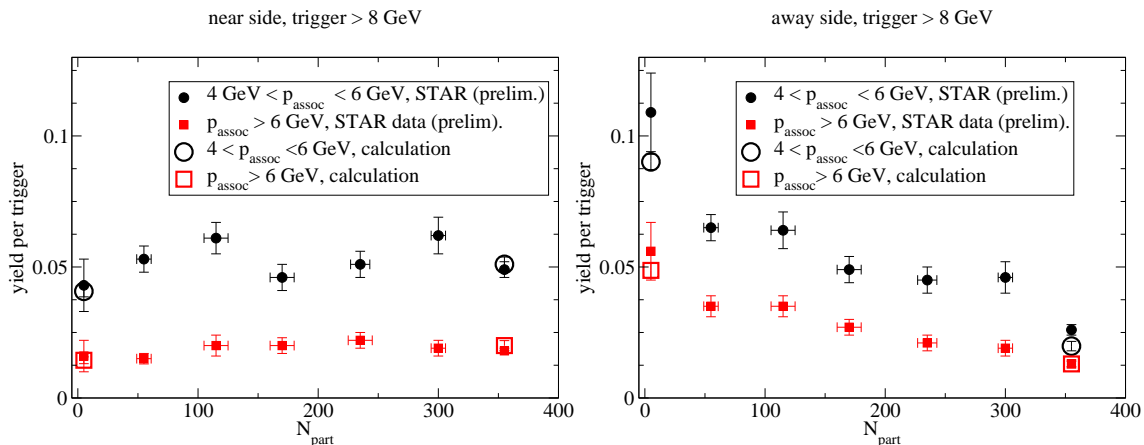 near side, trigger > 8 GeV
4 GeV < p_assoc < 6 GeV, STAR (prelim.)
p_assoc > 6 GeV, STAR data (prelim).
4 < p_assoc <6 GeV, calculation
p_assoc > 6 GeV, calculation
yield per trigger
0.1
0.05
0
0
100
200
300
400
N_part
away side, trigger > 8 GeV
4 < p_assoc < 6 GeV, STAR (prelim.)
p_assoc > 6 GeV, STAR data (prelim).
4 < p_assoc <6 GeV, calculation
p_assoc > 6 GeV, calculation
yield per trigger
0.1
0.05
0
0
100
200
300
400
N_part